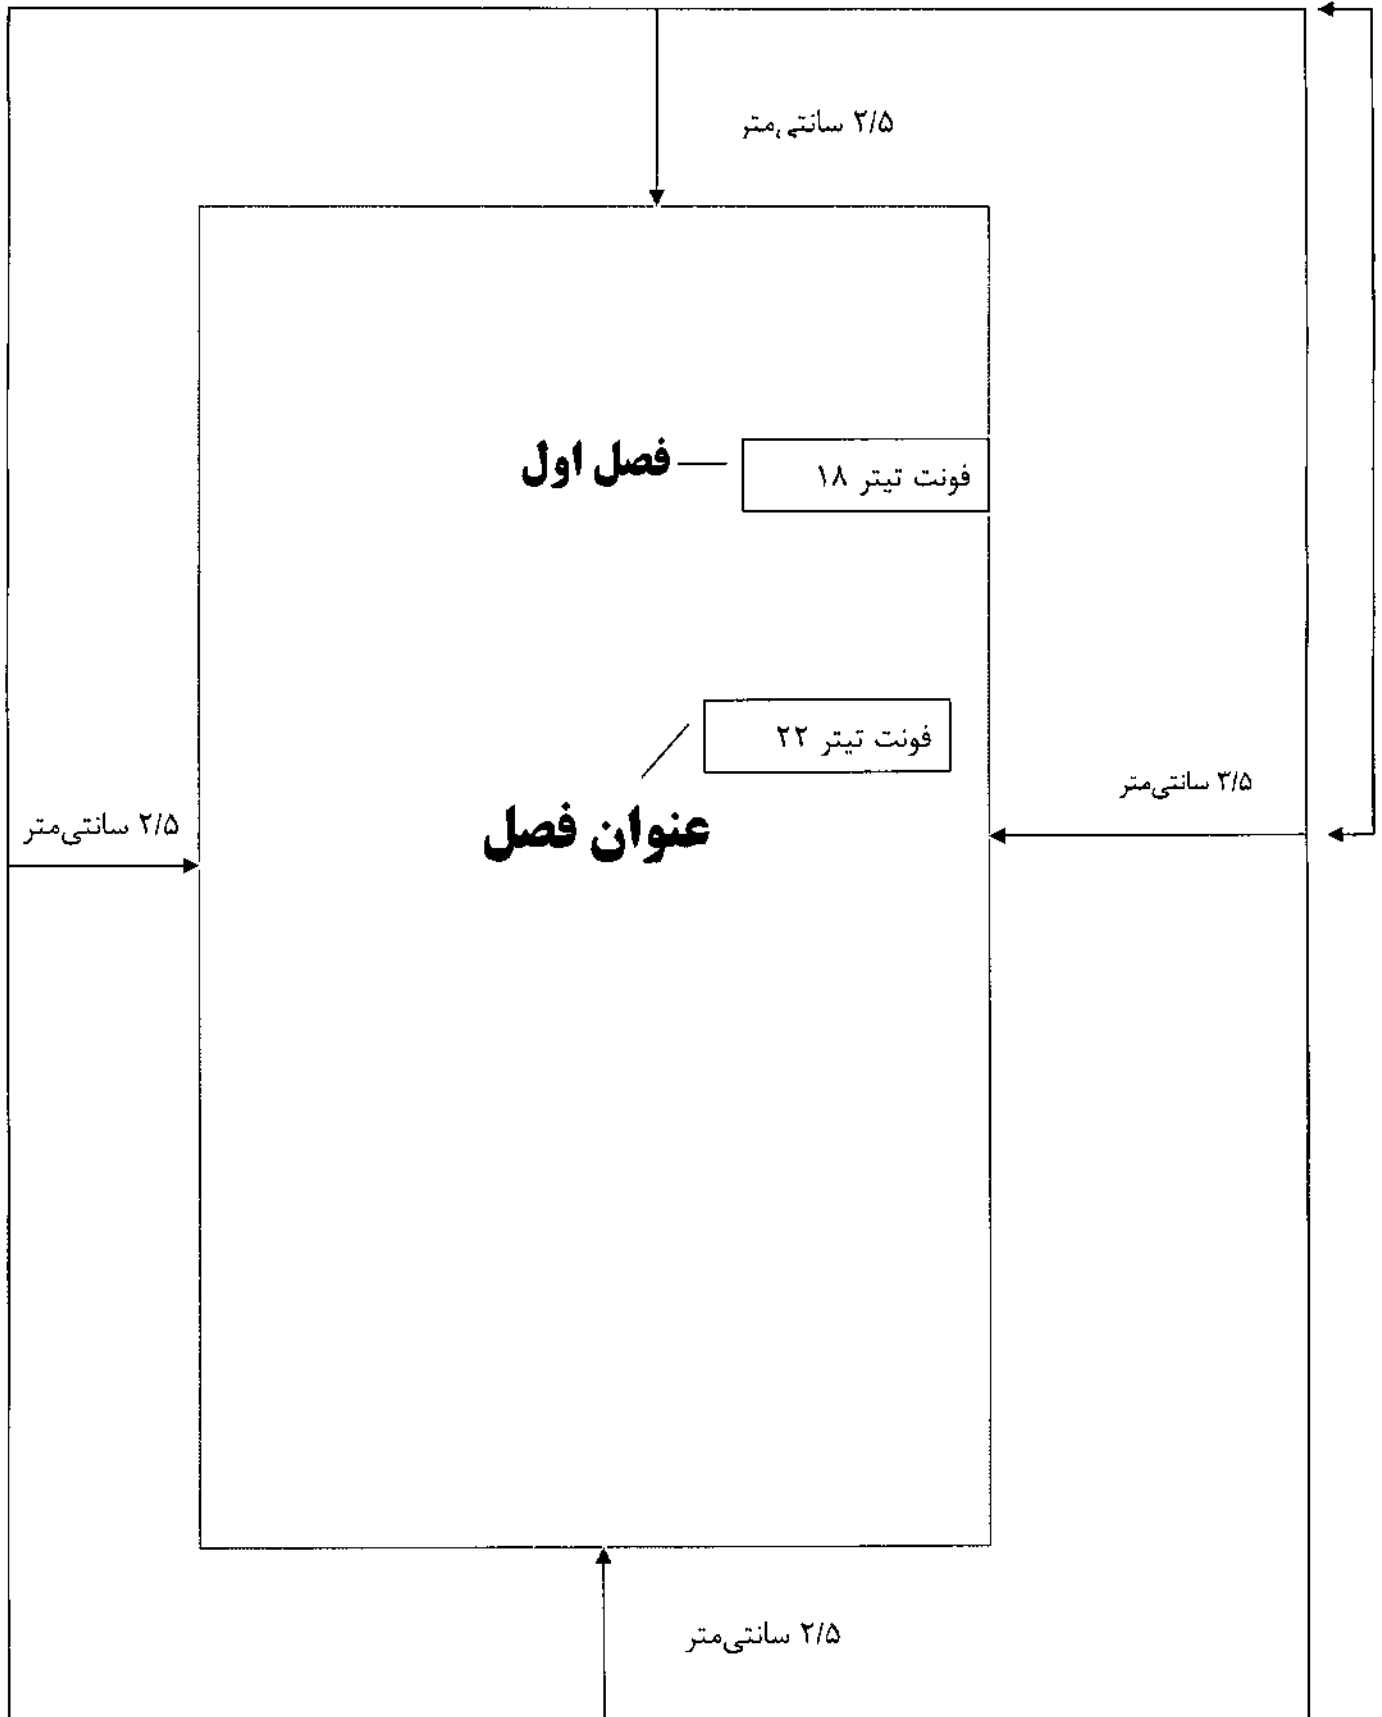 ۲/۵ سانتی‌متر
فونت تیتر ۱۸
فصل اول
فونت تیتر ۲۲
۳/۵ سانتی‌متر
عنوان فصل
۲/۵ سانتی‌متر
۲/۵ سانتی‌متر